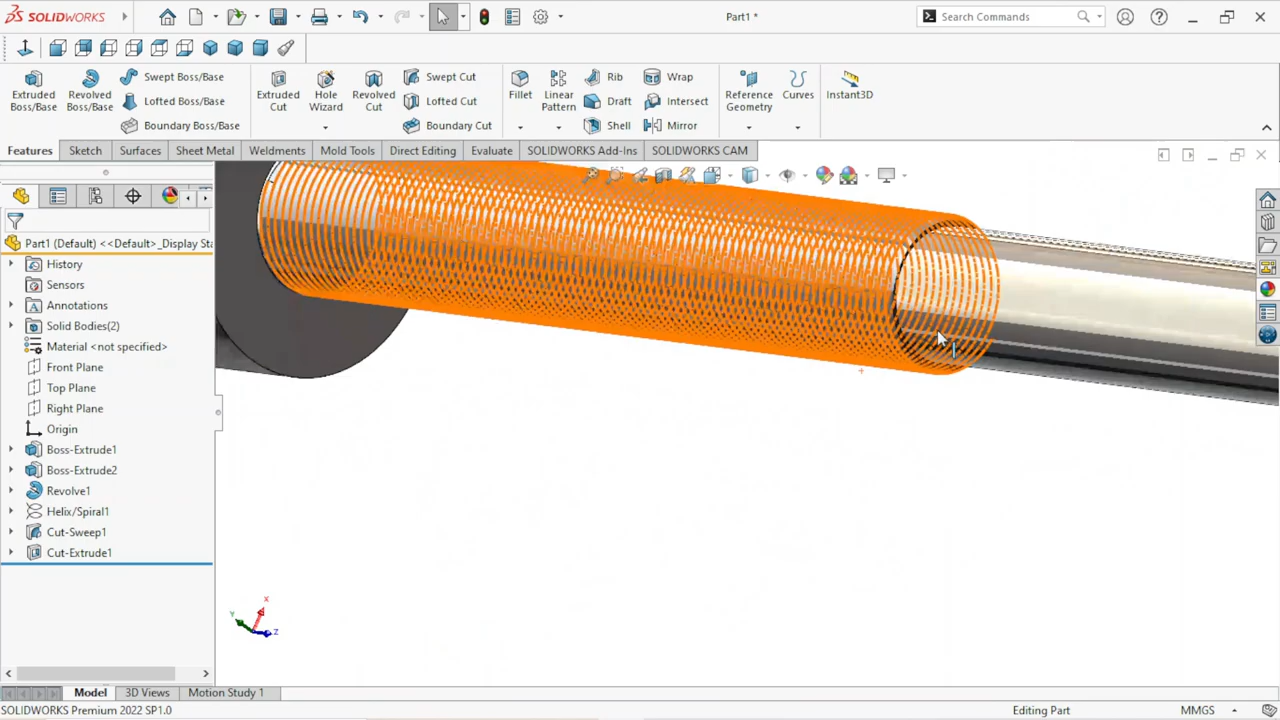 SOLIDWORKS
Part1 *
Search Commands
Extruded Boss/Base
Revolved Boss/Base
Swept Boss/Base
Lofted Boss/Base
Boundary Boss/Base
Extruded Cut
Hole Wizard
Revolved Cut
Swept Cut
Lofted Cut
Boundary Cut
Fillet
Linear Pattern
Rib
Draft
Shell
Wrap
Intersect
Mirror
Reference Geometry
Curves
Instant3D
Features
Sketch
Surfaces
Sheet Metal
Weldments
Mold Tools
Direct Editing
Evaluate
SOLIDWORKS Add-Ins
SOLIDWORKS CAM
Part1 (Default) <<Default>_Display Sta
History
Sensors
Annotations
Solid Bodies(2)
Material <not specified>
Front Plane
Top Plane
Right Plane
Origin
Boss-Extrude1
Boss-Extrude2
Revolve1
Helix/Spiral1
Cut-Sweep1
Cut-Extrude1
X
Y
Z
Model
3D Views
Motion Study 1
SOLIDWORKS Premium 2022 SP1.0
Editing Part
MMGS